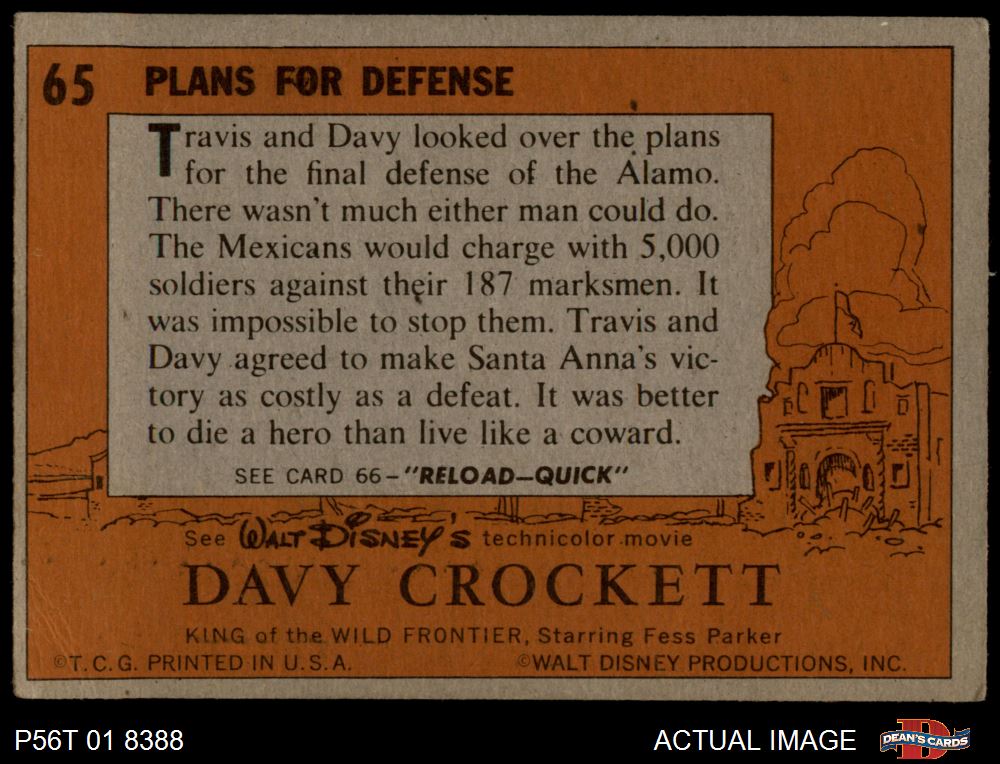 65 PLANS FOR DEFENSE
Travis and Davy looked over the plans
for the final defense of the Alamo.
There wasn't much either man could do.
The Mexicans would charge with 5,000
soldiers against their 187 marksmen. It
was impossible to stop them. Travis and
Davy agreed to make Santa Anna's vic-
tory as costly as a defeat. It was better
to die a hero than live like a coward.
SEE CARD 66-"RELOAD—QUICK"
See WALT DISNEY'S technicolor movie
DAVY CROCKETT
KING of the WILD FRONTIER, Starring Fess Parker
©T.C.G. PRINTED IN U.S.A. ©WALT DISNEY PRODUCTIONS, INC.
P56T 01 8388 ACTUAL IMAGE D DEAN'S CARDS